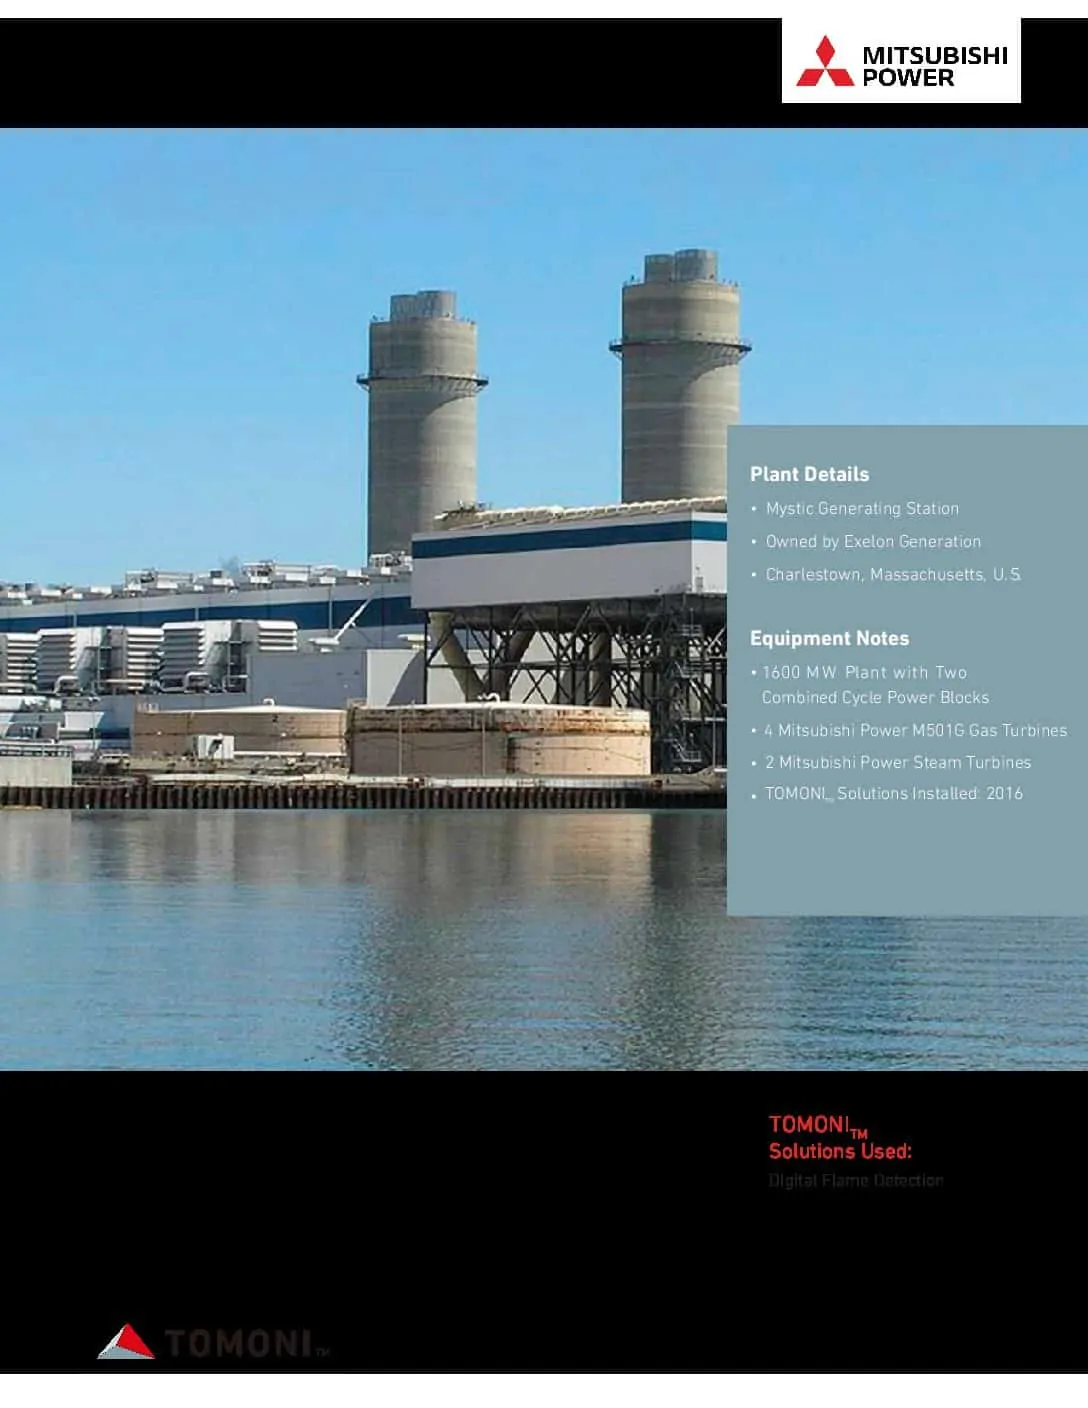 MITSUBISHI
POWER
Plant Details
• Mystic Generating Station
• Owned by Exelon Generation
• Charlestown, Massachusetts, U.S.
Equipment Notes
• 1600 MW Plant with Two
Combined Cycle Power Blocks
• 4 Mitsubishi Power M501G Gas Turbines
• 2 Mitsubishi Power Steam Turbines
• TOMONI™ Solutions Installed: 2016
TOMONI™
Solutions Used:
Digital Flame Detection
TOMONI™